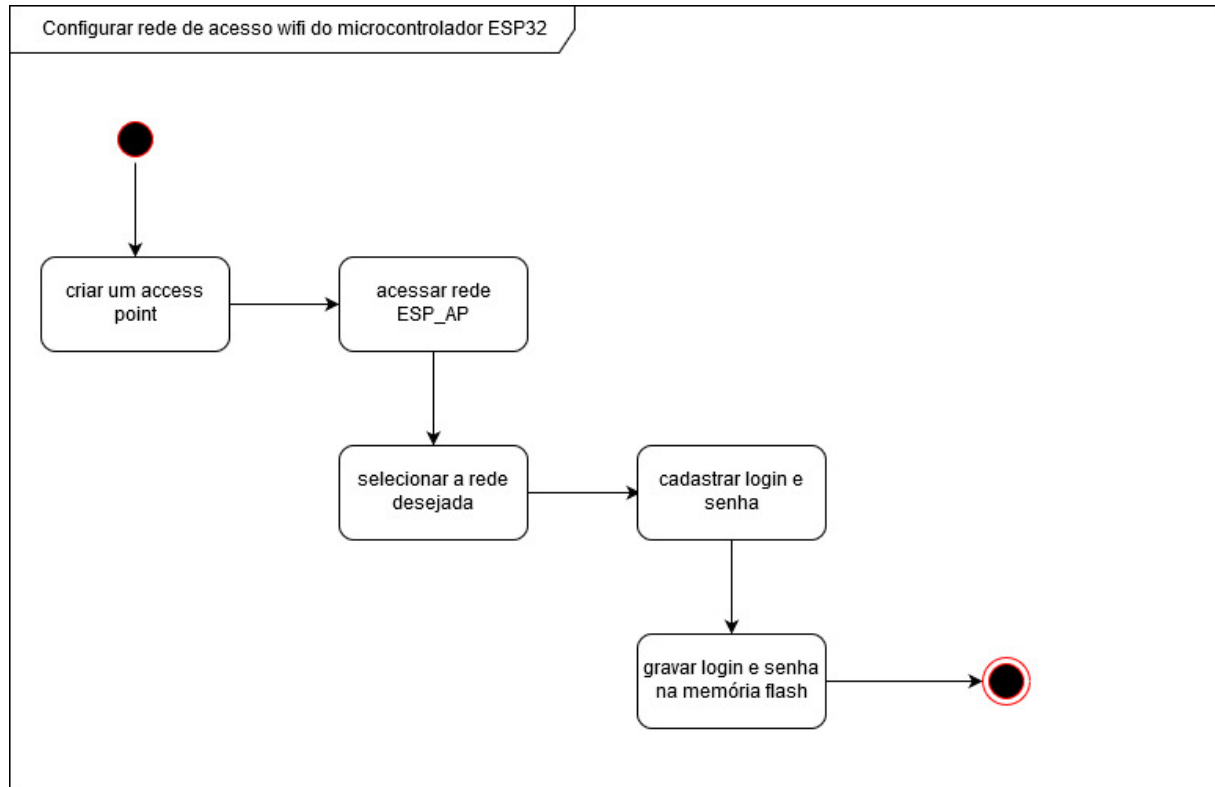 Configurar rede de acesso wifi do microcontrolador ESP32
criar um access
point
acessar rede
ESP_AP
selecionar a rede
desejada
cadastrar login e
senha
gravar login e senha
na memória flash